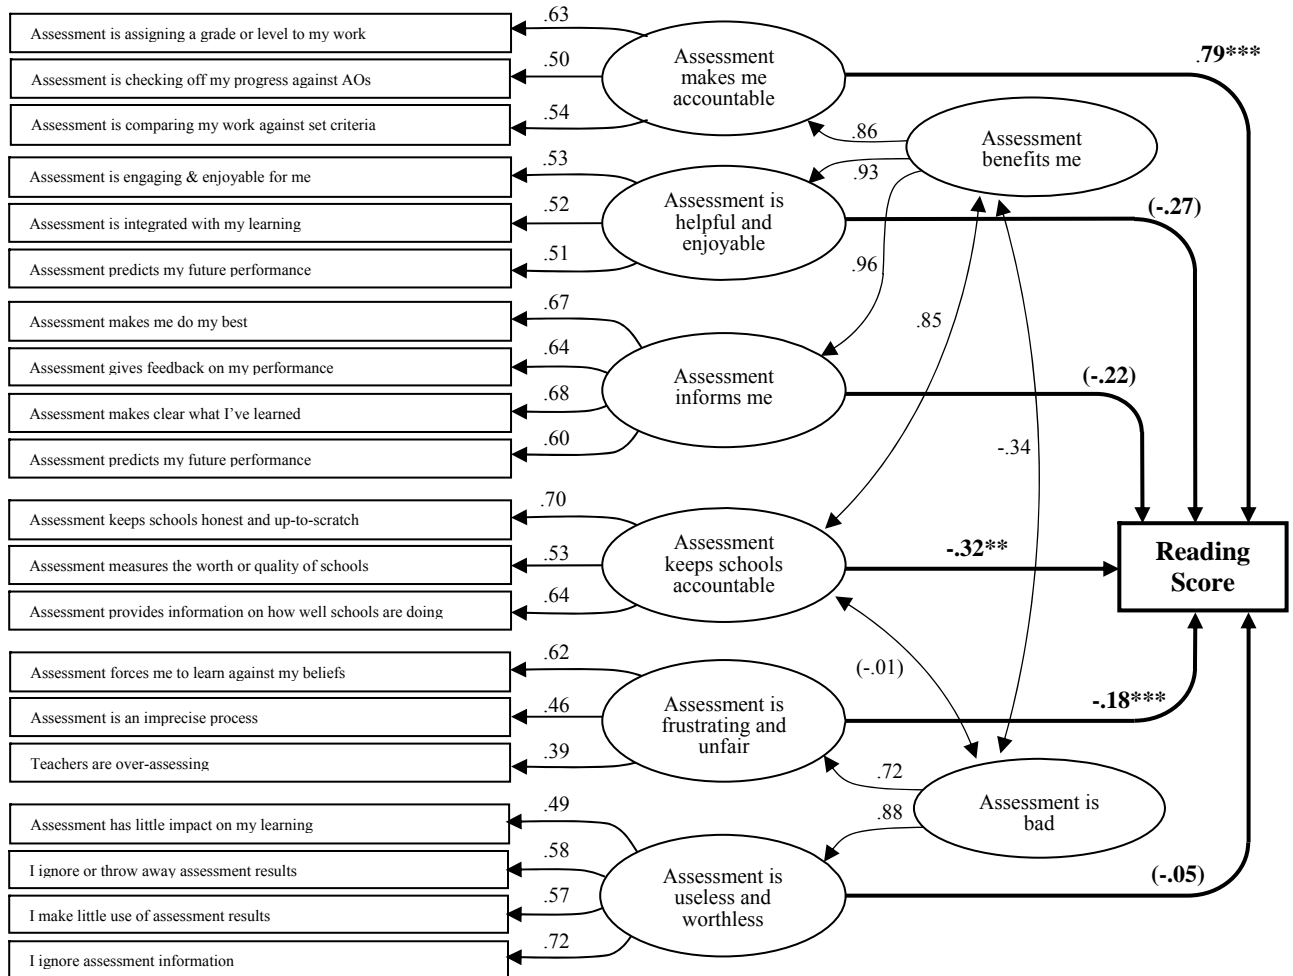 Assessment is assigning a grade or level to my work
Assessment is checking off my progress against AOs
Assessment is comparing my work against set criteria
.63
.50
.54
Assessment
makes me
accountable
.79***
Assessment is engaging & enjoyable for me
Assessment is integrated with my learning
Assessment predicts my future performance
.53
.52
.51
Assessment is
helpful and
enjoyable
.86
.93
.96
Assessment
benefits me
(-.27)
Assessment makes me do my best
Assessment gives feedback on my performance
Assessment makes clear what I've learned
Assessment predicts my future performance
.67
.64
.68
.60
Assessment
informs me
.85
-.34
(-.22)
Assessment keeps schools honest and up-to-scratch
Assessment measures the worth or quality of schools
Assessment provides information on how well schools are doing
.70
.53
.64
Assessment
keeps schools
accountable
-.32**
Reading
Score
(-.01)
Assessment forces me to learn against my beliefs
Assessment is an imprecise process
Teachers are over-assessing
.62
.46
.39
Assessment is
frustrating and
unfair
-.18***
.72
.88
Assessment is
bad
Assessment has little impact on my learning
I ignore or throw away assessment results
I make little use of assessment results
I ignore assessment information
.49
.58
.57
.72
Assessment is
useless and
worthless
(-.05)